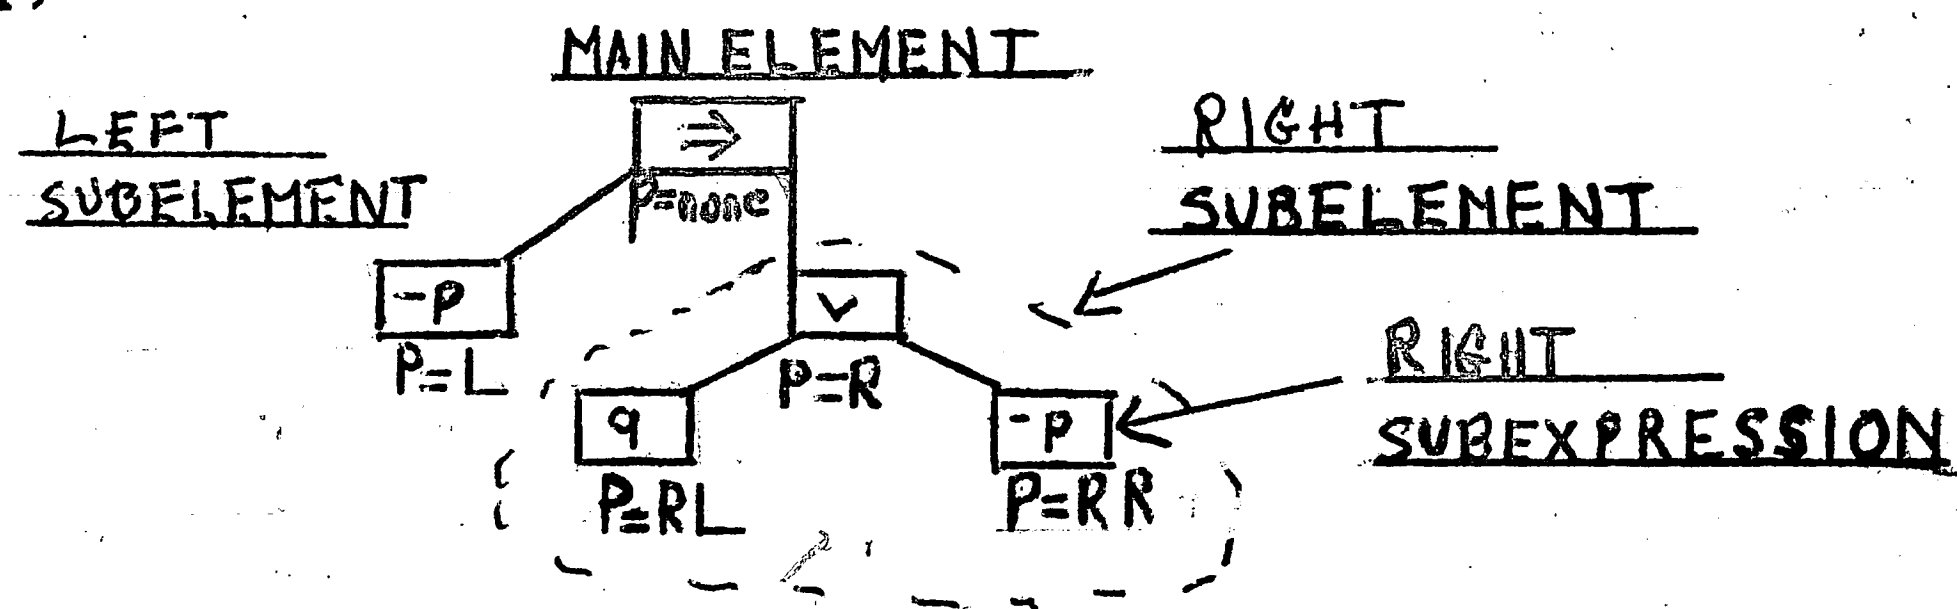 MAIN ELEMENT
LEFT
SUBELEMENT
⇒
P=none
RIGHT
SUBELEMENT
-P
P=L
v
P=R
RIGHT
SUBEXPRESSION
q
P=RL
-P
P=RR